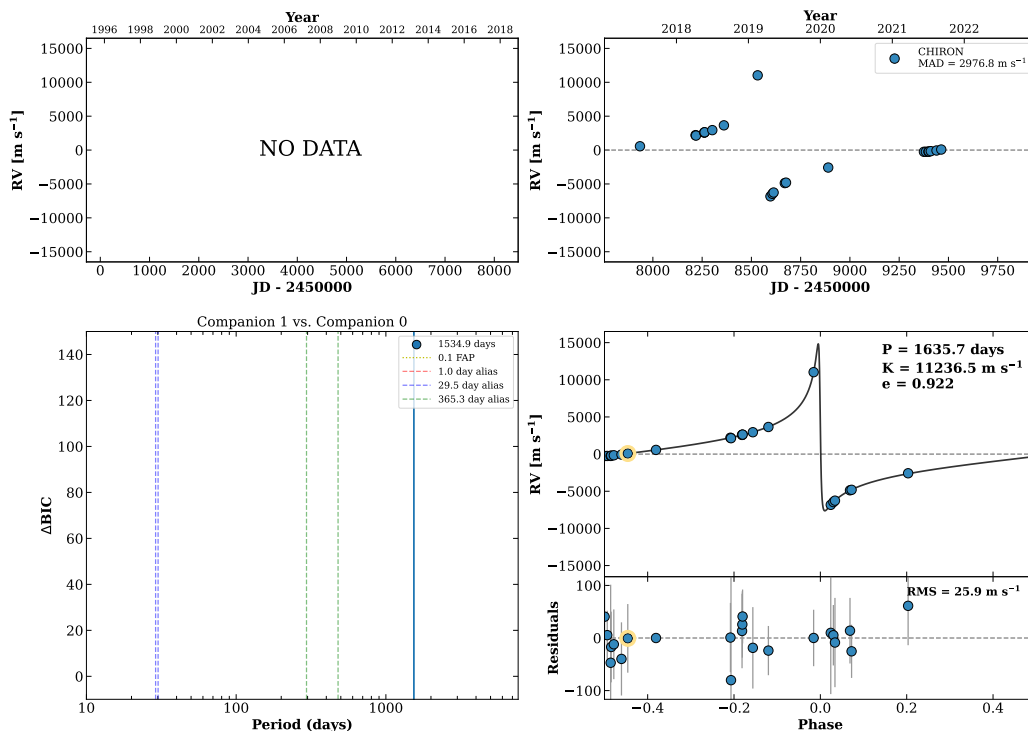 Year
1996 1998 2000 2002 2004 2006 2008 2010 2012 2014 2016 2018
15000
10000
5000
0
−5000
−10000
−15000
RV [m s⁻¹]
NO DATA
0 1000 2000 3000 4000 5000 6000 7000 8000
JD - 2450000
Year
2018 2019 2020 2021 2022
15000
10000
5000
0
−5000
−10000
−15000
RV [m s⁻¹]
CHIRON
MAD = 2976.8 m s⁻¹
8000 8250 8500 8750 9000 9250 9500 9750
JD - 2450000
Companion 1 vs. Companion 0
140
120
100
80
60
40
20
0
ΔBIC
1534.9 days
0.1 FAP
1.0 day alias
29.5 day alias
365.3 day alias
10 100 1000
Period (days)
15000
10000
5000
0
−5000
−10000
−15000
RV [m s⁻¹]
P = 1635.7 days
K = 11236.5 m s⁻¹
e = 0.922
100
0
−100
Residuals
RMS = 25.9 m s⁻¹
−0.4 −0.2 0.0 0.2 0.4
Phase